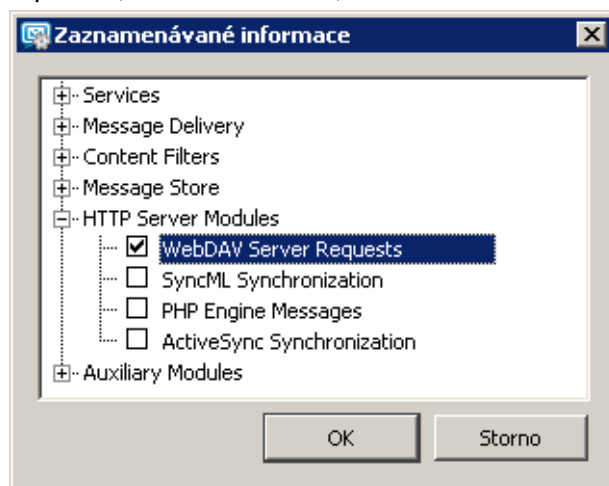 Zaznamenávané informace
Services
Message Delivery
Content Filters
Message Store
HTTP Server Modules
WebDAV Server Requests
SyncML Synchronization
PHP Engine Messages
ActiveSync Synchronization
Auxiliary Modules
OK Storno